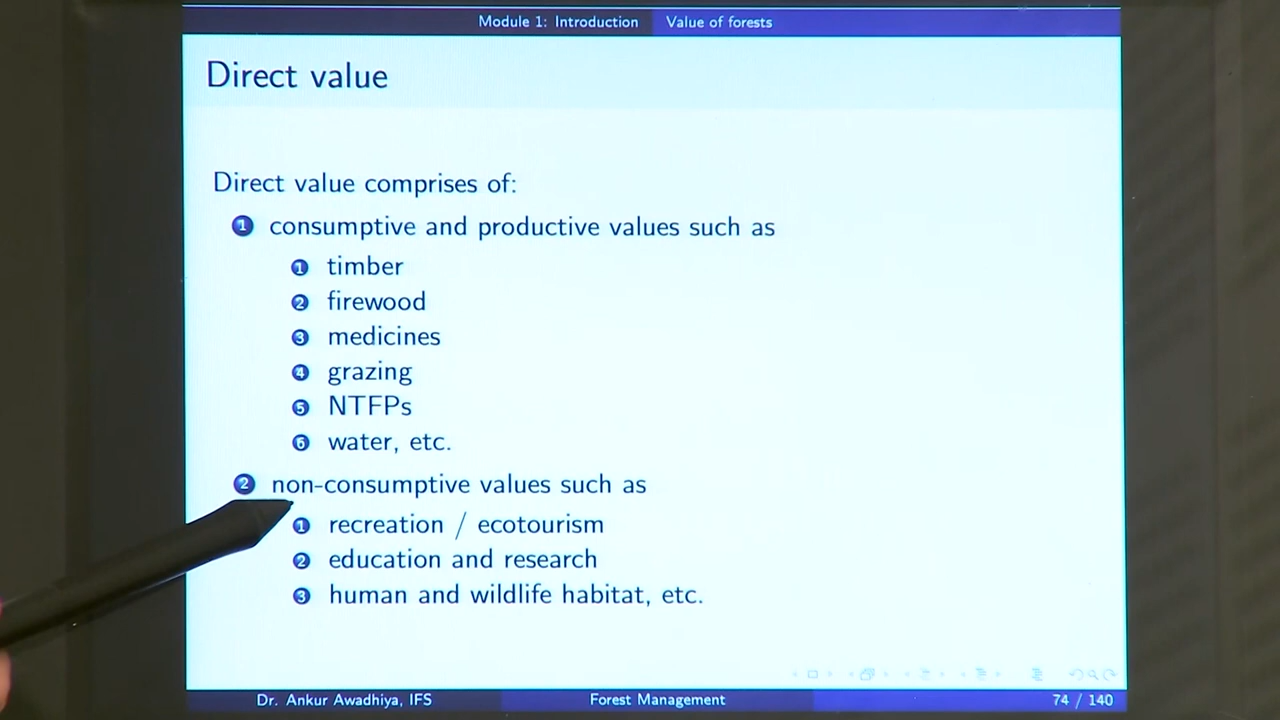 Module 1: Introduction Value of forests
Direct value
Direct value comprises of:
1 consumptive and productive values such as
1 timber
2 firewood
3 medicines
4 grazing
5 NTFPs
6 water, etc.
2 non-consumptive values such as
1 recreation / ecotourism
2 education and research
3 human and wildlife habitat, etc.
Dr. Ankur Awadhiya, IFS Forest Management 74 / 140